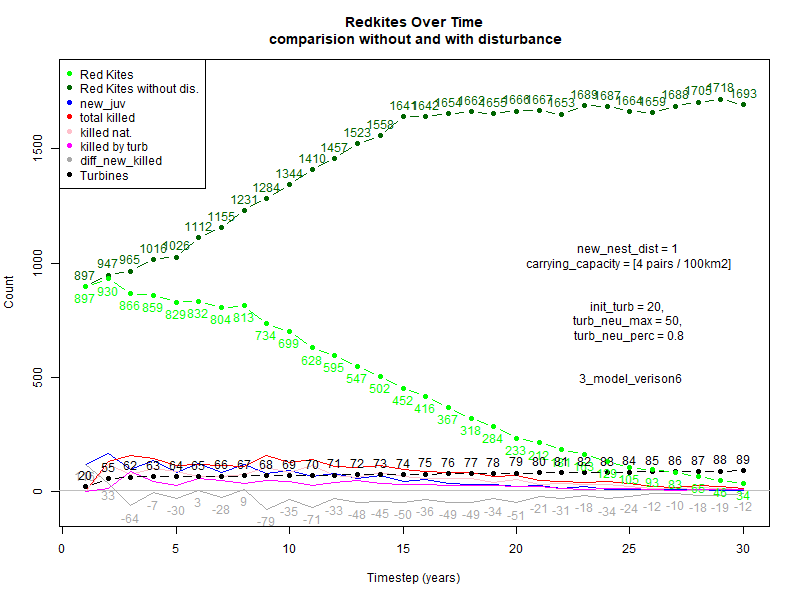 Redkites Over Time
comparision without and with disturbance
Red Kites
Red Kites without dis.
new_juv
total killed
killed nat.
killed by turb
diff_new_killed
Turbines
Count
1500
1000
500
0
897 947 965 1016 1026 1112 1155 1231 1284 1344 1410 1457 1523 1558 1641 1642 1654 1662 1655 1666 1667 1653 1689 1687 1664 1659 1688 1705 1718 1693
new_nest_dist = 1
carrying_capacity = [4 pairs / 100km2]
init_turb = 20,
turb_neu_max = 50,
turb_neu_perc = 0.8
3_model_verison6
897 930 866 859 829 832 804 813 734 699 628 595 547 502 452 416 367 318 284 233 212 129 105 93 83 34
20 55 62 63 64 65 66 67 68 69 70 71 72 73 74 75 76 77 78 79 80 81 82 83 84 85 86 87 88 89
33 -64 -7 -30 3 -28 9 -79 -35 -71 -33 -48 -45 -50 -36 -49 -49 -34 -51 -21 -31 -18 -34 -24 -12 -10 -18 -19 -12
0 5 10 15 20 25 30
Timestep (years)